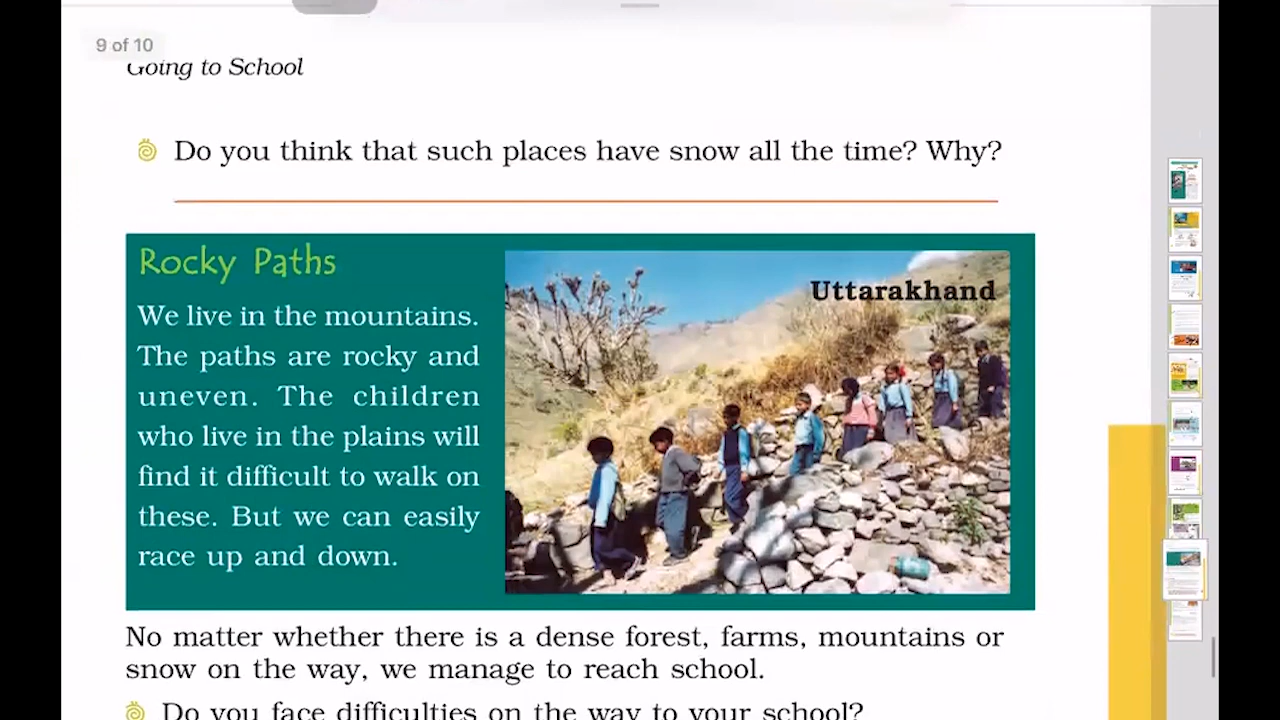 9 of 10
Going to School
Do you think that such places have snow all the time? Why?
Rocky Paths
We live in the mountains.
The paths are rocky and
uneven. The children
who live in the plains will
find it difficult to walk on
these. But we can easily
race up and down.
Uttarakhand
No matter whether there is a dense forest, farms, mountains or
snow on the way, we manage to reach school.
Do you face difficulties on the way to your school?